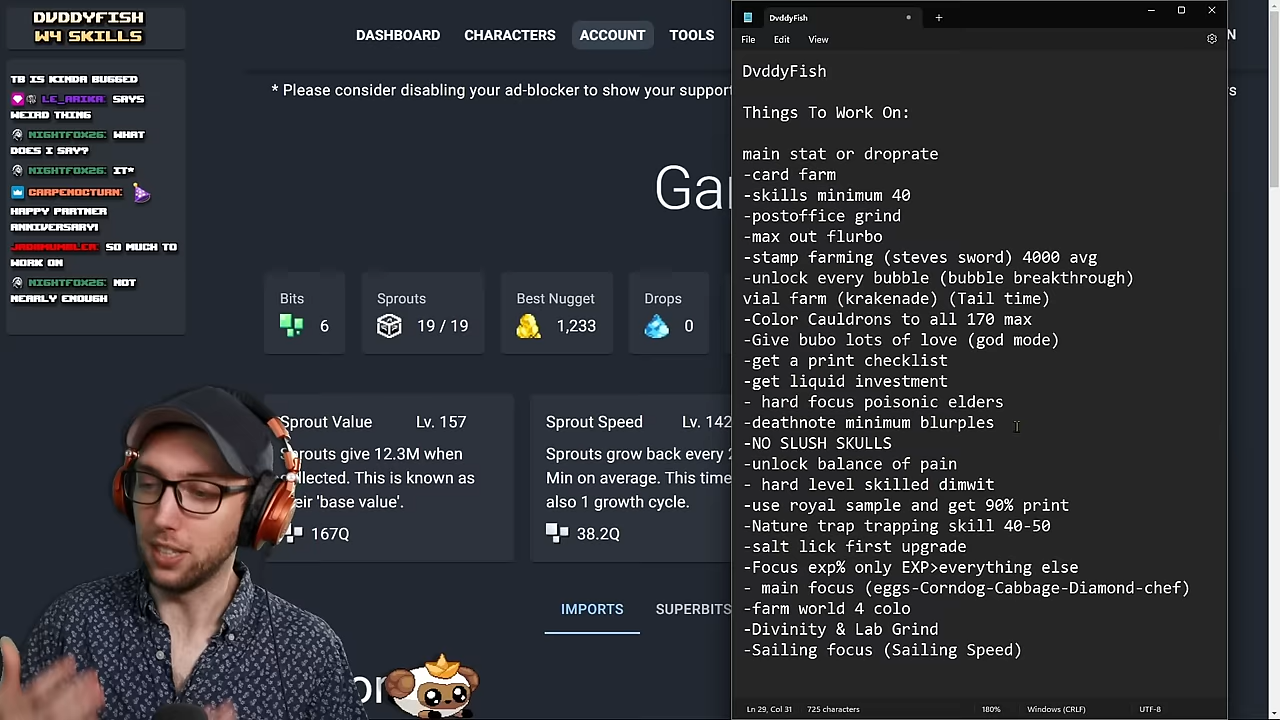 DVDDYFISH
W4 SKILLS
TB IS KINDA BUGGED
LE_ARIKA: SAYS
WEIRD THING
NIGHTFOX26: WHAT
DOES I SAY?
NIGHTFOX26: IT*
CARPENOCTURN:
HAPPY PARTNER
ANNIVERSARY!
SO MUCH TO
WORK ON
NIGHTFOX26: NOT
NEARLY ENOUGH
DASHBOARD CHARACTERS ACCOUNT TOOLS
* Please consider disabling your ad-blocker to show your support
Bits
6
Sprouts
19 / 19
Best Nugget
1,233
Drops
0
Sprout Value Lv. 157
Sprouts give 12.3M when
collected. This is known as
their 'base value'.
167Q
Sprout Speed Lv. 142
Sprouts grow back every 2
Min on average. This time
also 1 growth cycle.
38.2Q
IMPORTS SUPERBITS
DvddyFish
File Edit View
DvddyFish
Things To Work On:
main stat or droprate
-card farm
-skills minimum 40
-postoffice grind
-max out flurbo
-stamp farming (steves sword) 4000 avg
-unlock every bubble (bubble breakthrough)
vial farm (krakenade) (Tail time)
-Color Cauldrons to all 170 max
-Give bubo lots of love (god mode)
-get a print checklist
-get liquid investment
- hard focus poisonic elders
-deathnote minimum blurples
-NO SLUSH SKULLS
-unlock balance of pain
- hard level skilled dimwit
-use royal sample and get 90% print
-Nature trap trapping skill 40-50
-salt lick first upgrade
-Focus exp% only EXP>everything else
- main focus (eggs-Corndog-Cabbage-Diamond-chef)
-farm world 4 colo
-Divinity & Lab Grind
-Sailing focus (Sailing Speed)
Ln 29, Col 31 725 characters 180% Windows (CRLF) UTF-8